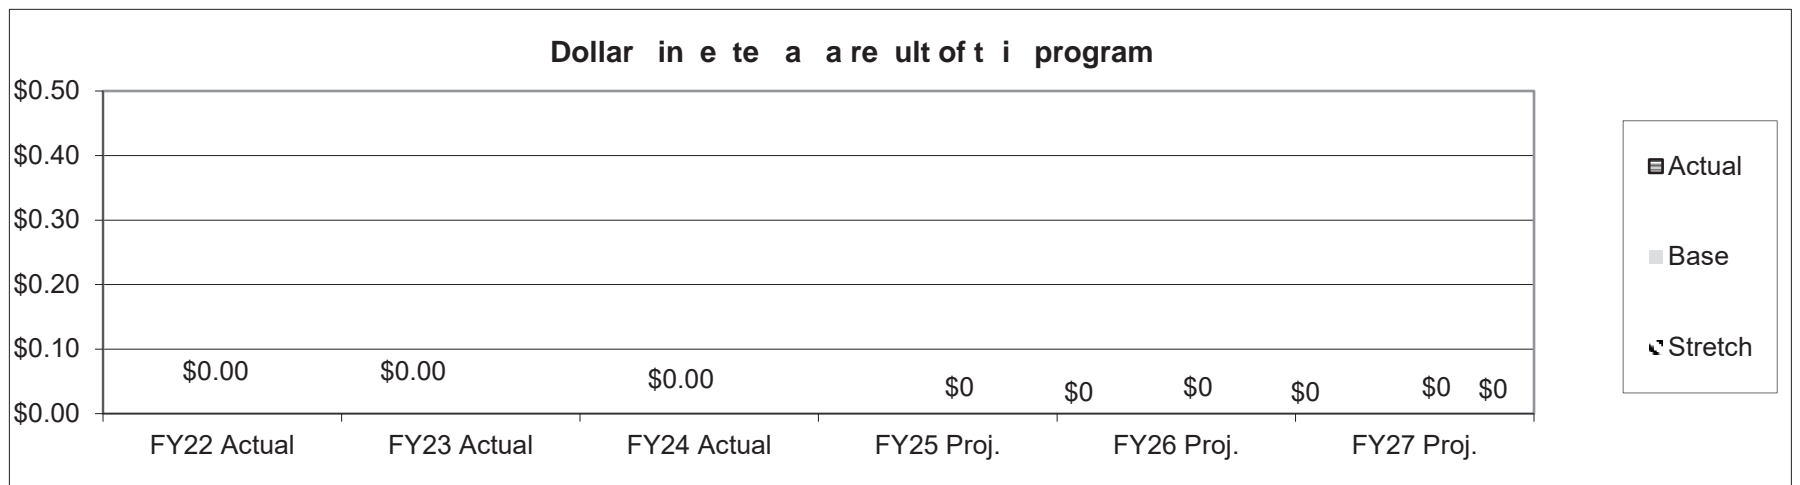 Dollar in e te a a re ult of t i program
$0.50
$0.40
$0.30
$0.20
$0.10
$0.00
$0.00
$0.00
$0.00
$0
$0
$0
$0
$0
$0
FY22 Actual
FY23 Actual
FY24 Actual
FY25 Proj.
FY26 Proj.
FY27 Proj.
Actual
Base
Stretch